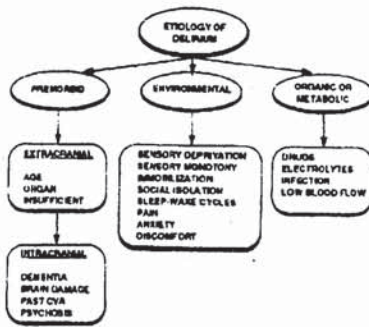 ETIOLOGY OF
DELIRIUM
PREMORBID
ENVIRONMENTAL
ORGANIC OR
METABOLIC
EXTRACRANIAL
AGE
ORGAN
INSUFFICIENT
INTRACRANIAL
DEMENTIA
BRAIN DAMAGE
PAST CVA
PSYCHOSIS
SENSORY DEPRIVATION
SENSORY MONOTONY
IMMOBILIZATION
SOCIAL ISOLATION
SLEEP-WAKE CYCLES
PAIN
ANXIETY
DISCOMFORT
DRUGS
ELECTROLYTES
INFECTION
LOW BLOOD FLOW